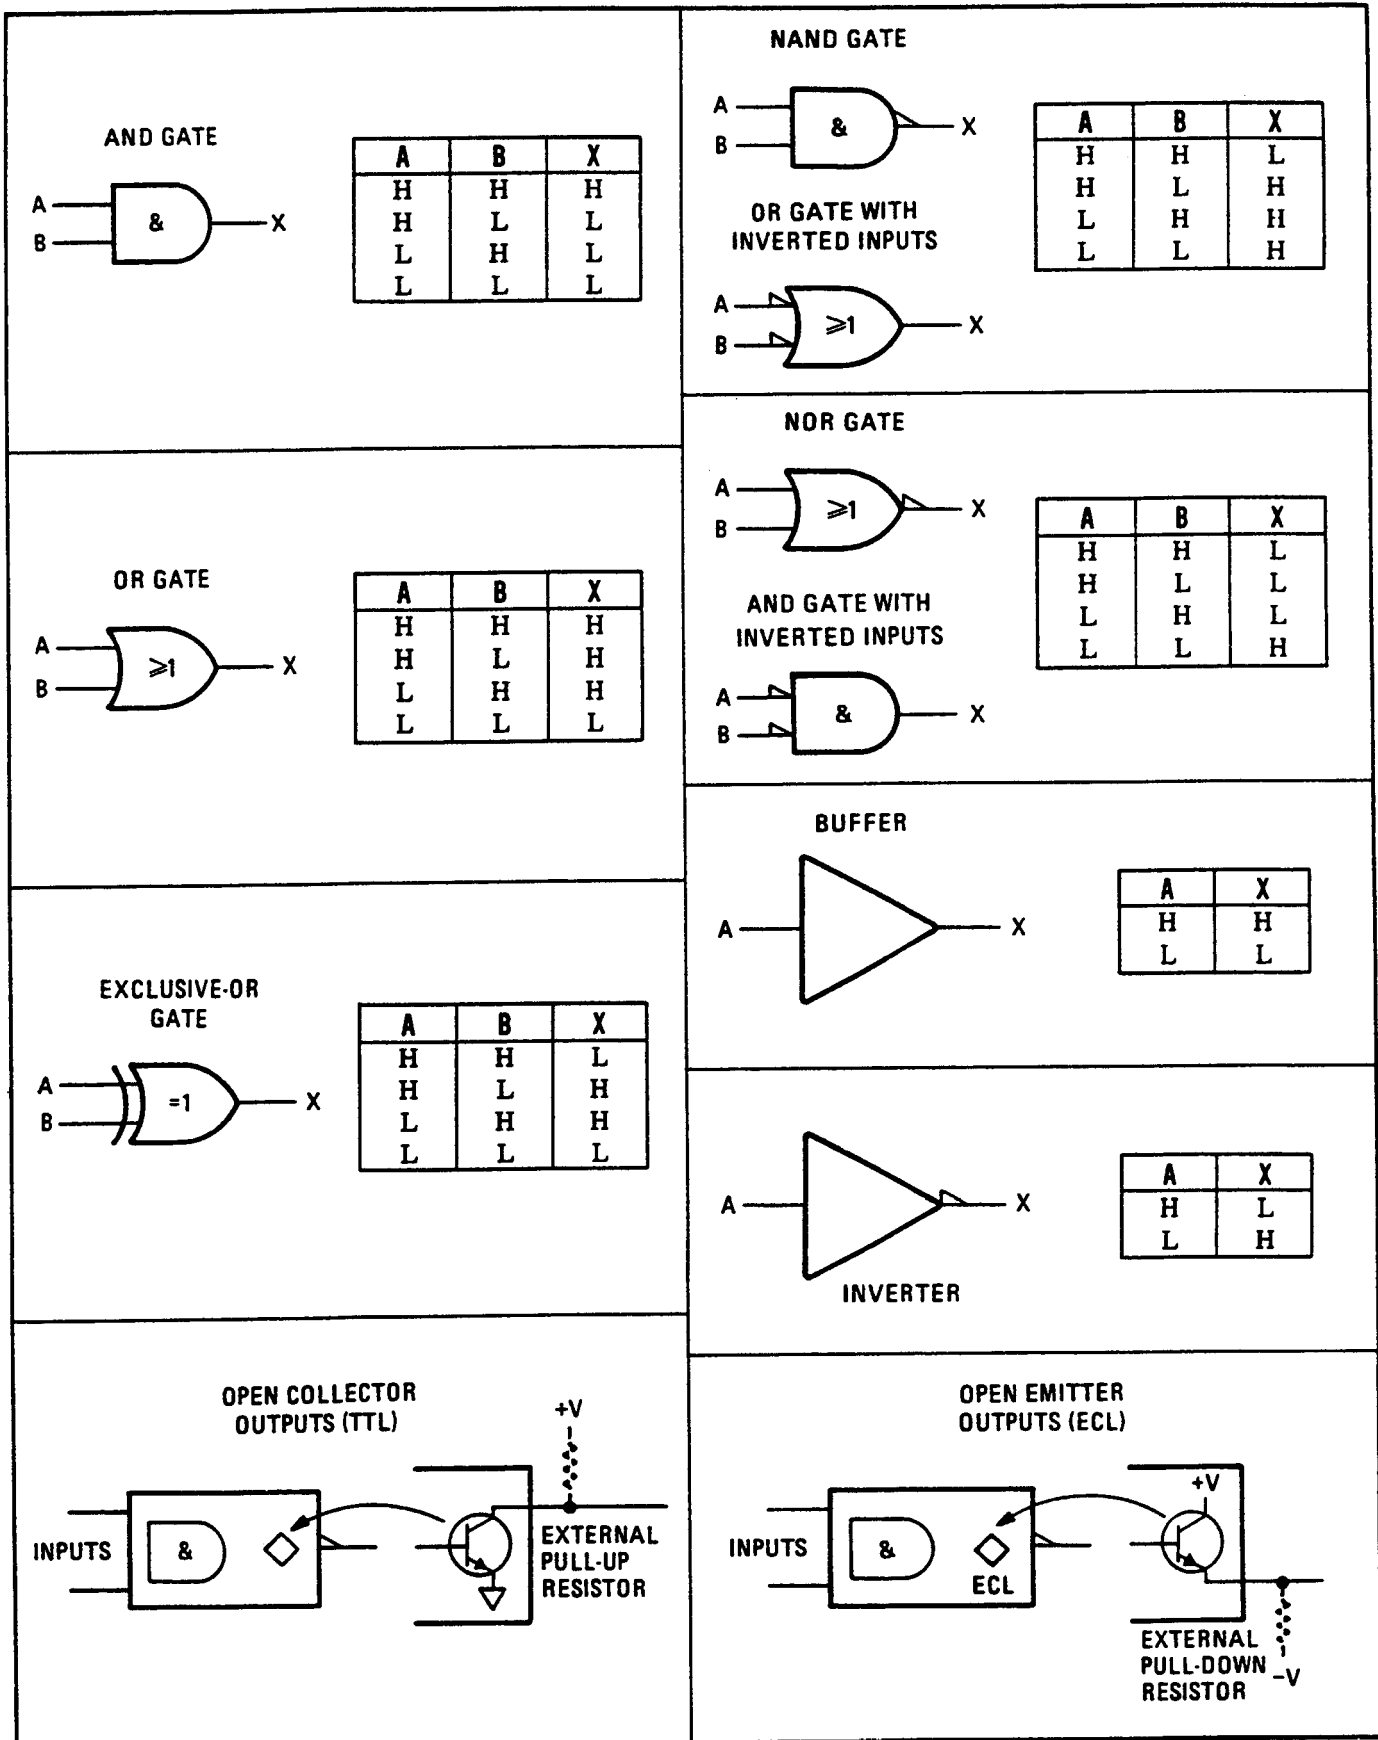 AND GATE
A
B
&
X
A B X
H H H
H L L
L H L
L L L
NAND GATE
A
B
&
X
OR GATE WITH
INVERTED INPUTS
A
B
⩾1
X
A B X
H H L
H L H
L H H
L L H
OR GATE
A
B
⩾1
X
A B X
H H H
H L H
L H H
L L L
NOR GATE
A
B
⩾1
X
AND GATE WITH
INVERTED INPUTS
A
B
&
X
A B X
H H L
H L L
L H L
L L H
EXCLUSIVE-OR
GATE
A
B
=1
X
A B X
H H L
H L H
L H H
L L L
BUFFER
A
X
A X
H H
L L
A
X
INVERTER
A X
H L
L H
OPEN COLLECTOR
OUTPUTS (TTL)
+V
INPUTS
&
EXTERNAL
PULL-UP
RESISTOR
OPEN EMITTER
OUTPUTS (ECL)
+V
INPUTS
&
ECL
EXTERNAL
PULL-DOWN
RESISTOR
−V